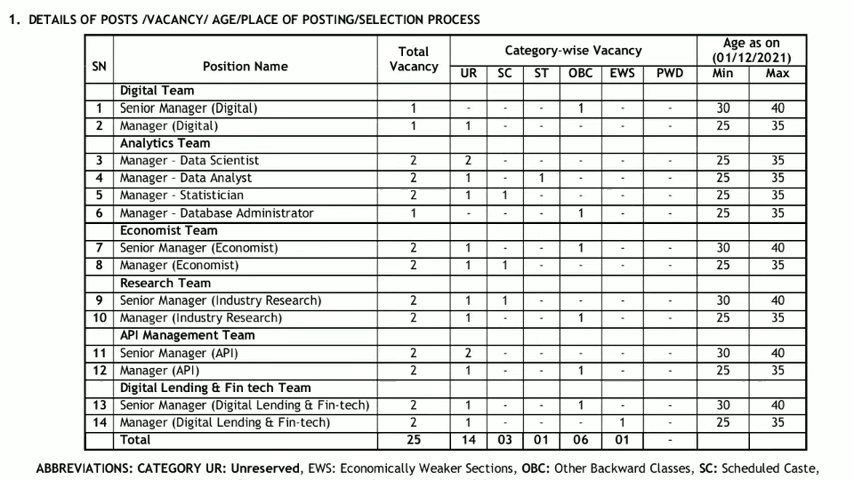 1. DETAILS OF POSTS /VACANCY/ AGE/PLACE OF POSTING/SELECTION PROCESS
SN Position Name Total Vacancy Category-wise Vacancy Age as on (01/12/2021)
UR SC ST OBC EWS PWD Min Max
Digital Team
1 Senior Manager (Digital) 1 - - - 1 - - 30 40
2 Manager (Digital) 1 1 - - - - - 25 35
Analytics Team
3 Manager - Data Scientist 2 2 - - - - - 25 35
4 Manager - Data Analyst 2 1 - 1 - - - 25 35
5 Manager - Statistician 2 1 1 - - - - 25 35
6 Manager - Database Administrator 1 - - - 1 - - 25 35
Economist Team
7 Senior Manager (Economist) 2 1 - - 1 - - 30 40
8 Manager (Economist) 2 1 1 - - - - 25 35
Research Team
9 Senior Manager (Industry Research) 2 1 1 - - - - 30 40
10 Manager (Industry Research) 2 1 - - 1 - - 25 35
API Management Team
11 Senior Manager (API) 2 2 - - - - - 30 40
12 Manager (API) 2 1 - - 1 - - 25 35
Digital Lending & Fin tech Team
13 Senior Manager (Digital Lending & Fin-tech) 2 1 - - 1 - - 30 40
14 Manager (Digital Lending & Fin-tech) 2 1 - - - 1 - 25 35
Total 25 14 03 01 06 01 -
ABBREVIATIONS: CATEGORY UR: Unreserved, EWS: Economically Weaker Sections, OBC: Other Backward Classes, SC: Scheduled Caste,